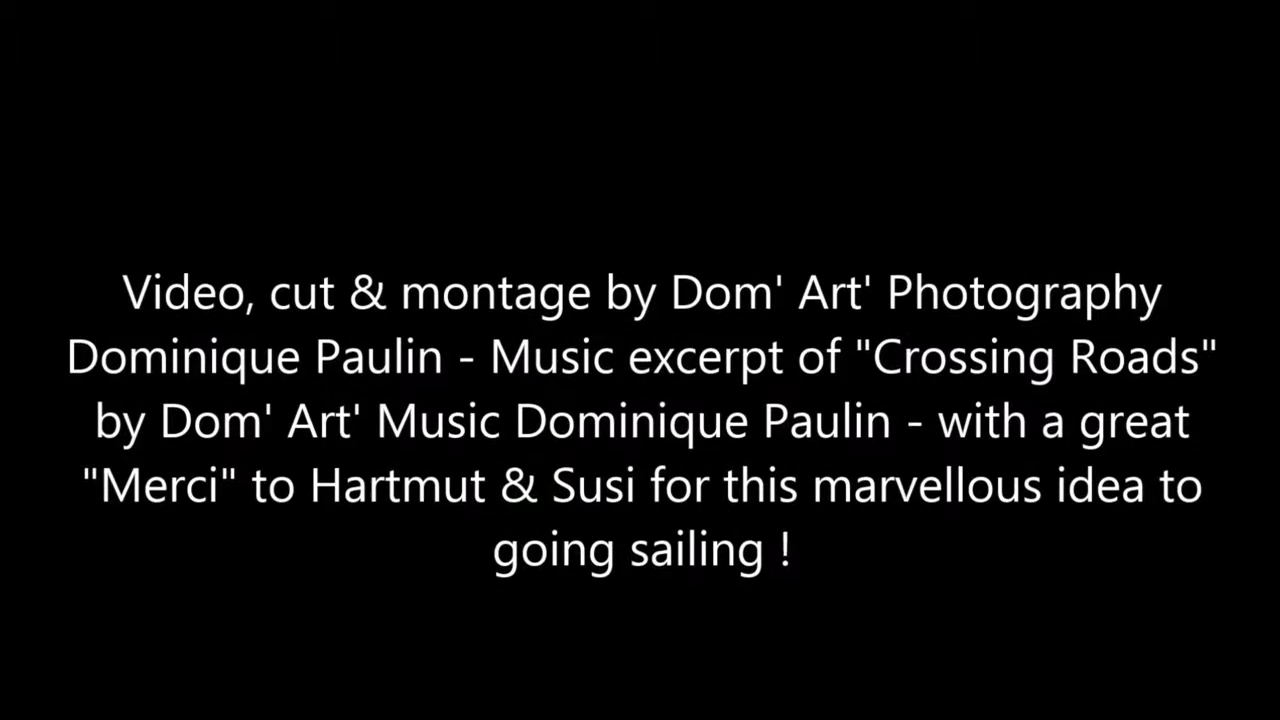 Video, cut & montage by Dom' Art' Photography
Dominique Paulin - Music excerpt of "Crossing Roads"
by Dom' Art' Music Dominique Paulin - with a great
"Merci" to Hartmut & Susi for this marvellous idea to
going sailing !